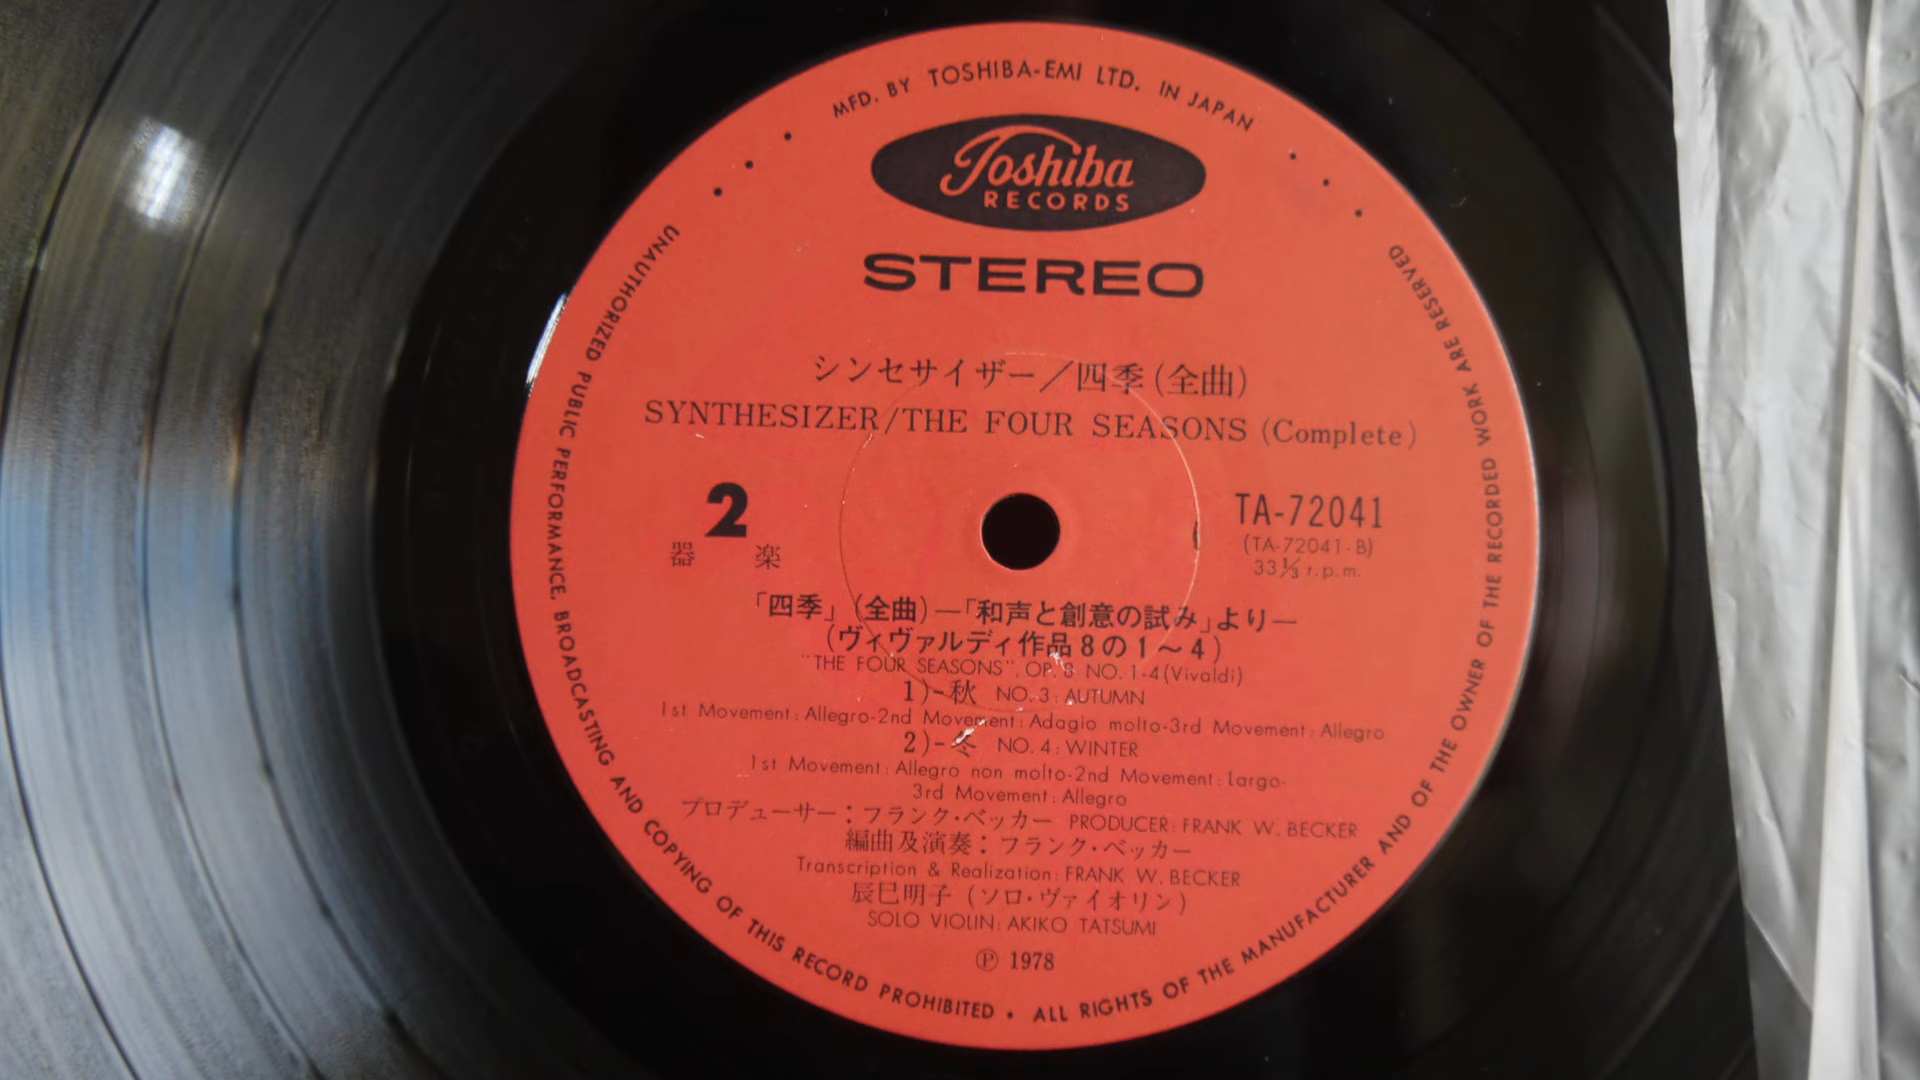 MFD. BY TOSHIBA-EMI LTD. IN JAPAN
Toshiba
RECORDS
STEREO
シンセサイザー／四季(全曲)
SYNTHESIZER/THE FOUR SEASONS (Complete)
2
器 楽
TA-72041
(TA-72041-B)
33⅓ r.p.m.
「四季」(全曲)―「和声と創意の試み」より―
(ヴィヴァルディ作品8の1～4)
"THE FOUR SEASONS", OP. 8 NO. 1-4(Vivaldi)
1)-秋 NO. 3 : AUTUMN
1st Movement : Allegro-2nd Movement : Adagio molto-3rd Movement : Allegro
2)-冬 NO. 4 : WINTER
1st Movement : Allegro non molto-2nd Movement : Largo-
3rd Movement : Allegro
プロデューサー：フランク・ベッカー PRODUCER: FRANK W. BECKER
編曲及演奏：フランク・ベッカー
Transcription & Realization: FRANK W. BECKER
辰巳明子 (ソロ・ヴァイオリン)
SOLO VIOLIN: AKIKO TATSUMI
℗ 1978
UNAUTHORIZED PUBLIC PERFORMANCE, BROADCASTING AND COPYING OF THIS RECORD PROHIBITED • ALL RIGHTS OF THE MANUFACTURER AND OF THE OWNER OF THE RECORDED WORK ARE RESERVED